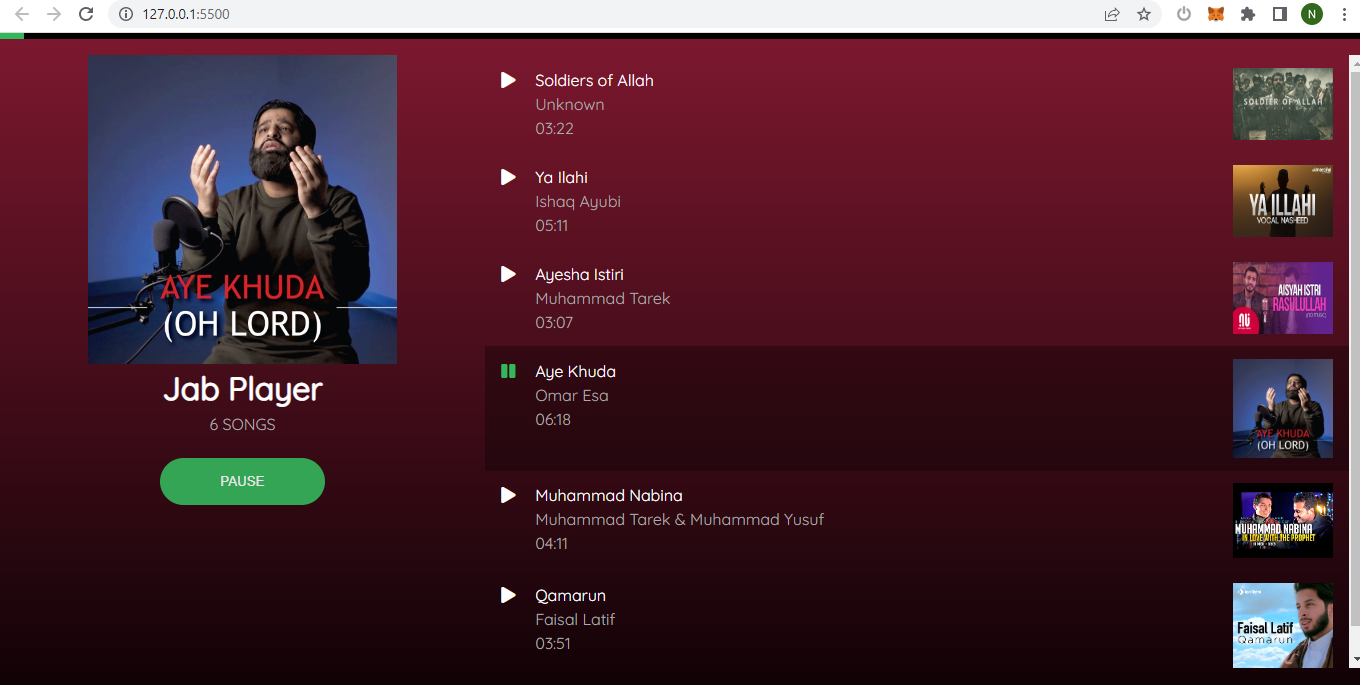 127.0.0.1:5500
N
AYE KHUDA
(OH LORD)
Jab Player
6 SONGS
PAUSE
Soldiers of Allah
Unknown
03:22
SOLDIER OF ALLAH
Ya Ilahi
Ishaq Ayubi
05:11
YA ILLAHI
VOCAL NASHEED
Ayesha Istiri
Muhammad Tarek
03:07
AISYAH ISTRI
RASULULLAH
Aye Khuda
Omar Esa
06:18
AYE KHUDA
(OH LORD)
Muhammad Nabina
Muhammad Tarek & Muhammad Yusuf
04:11
MUHAMMAD NABINA
IN LOVE WITH THE PROPHET
Qamarun
Faisal Latif
03:51
Faisal Latif
Qamarun